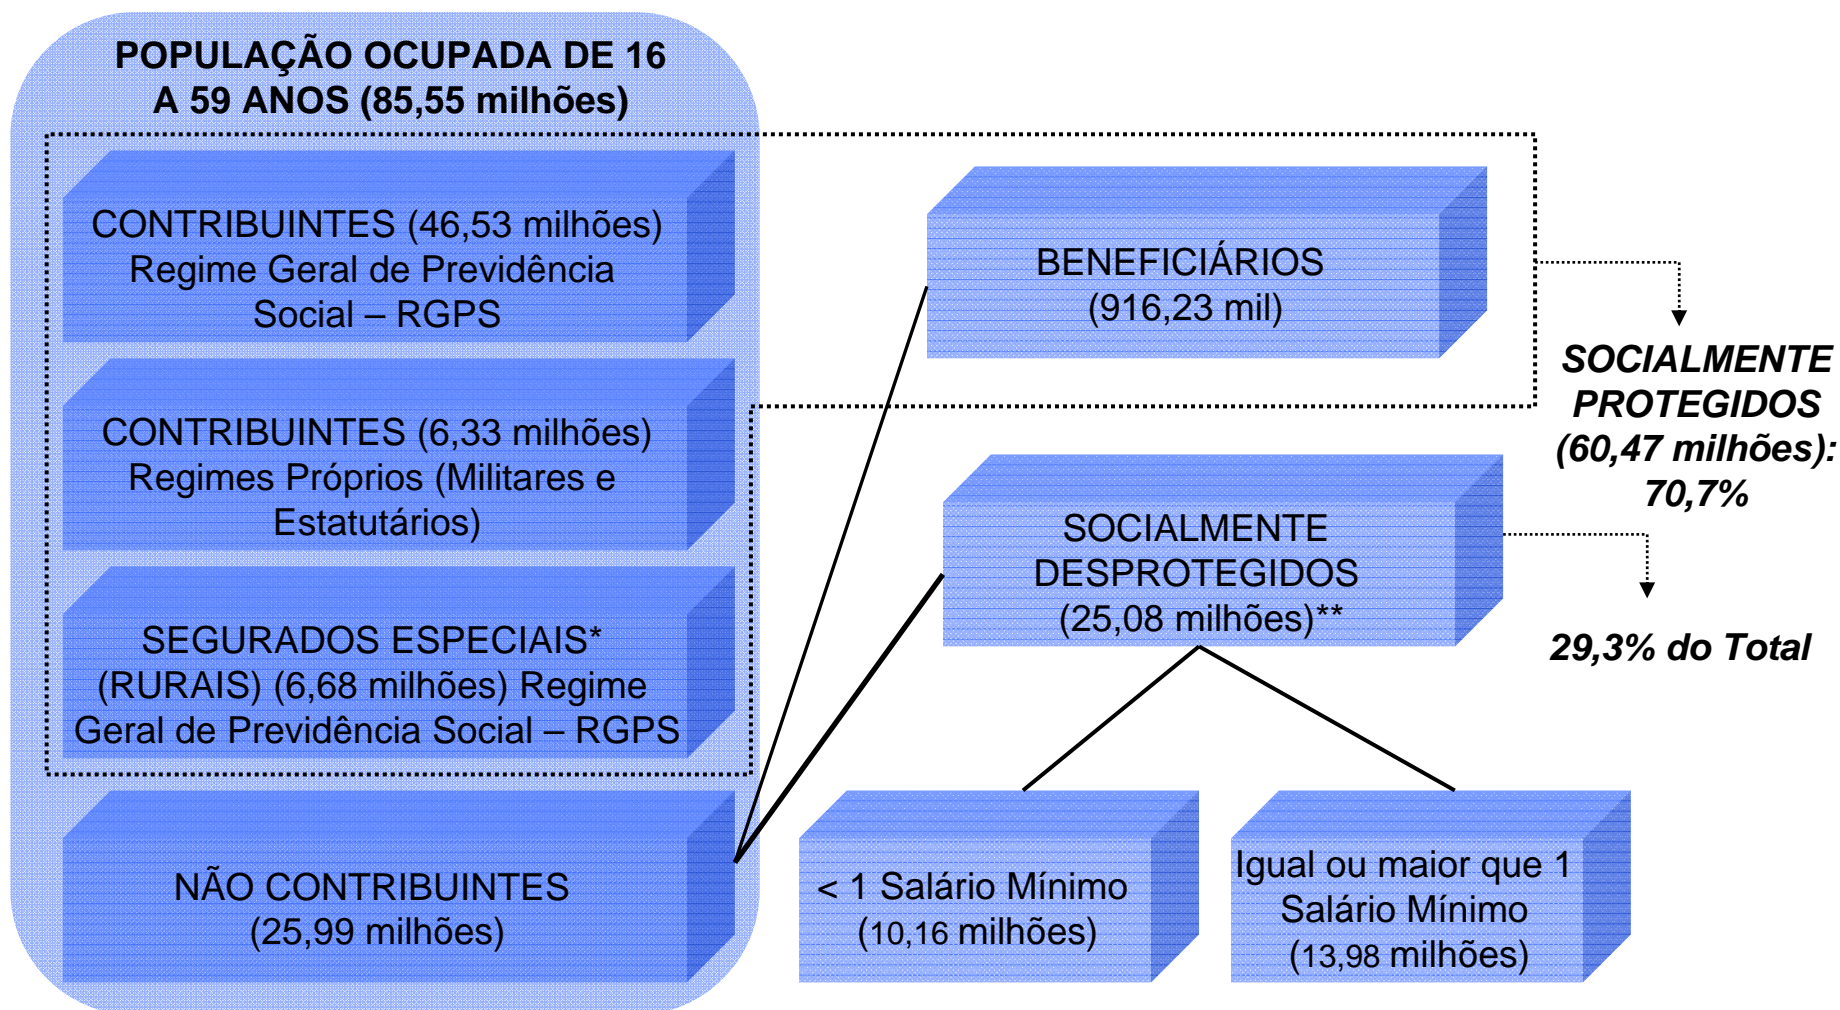 POPULAÇÃO OCUPADA DE 16
A 59 ANOS (85,55 milhões)
CONTRIBUINTES (46,53 milhões)
Regime Geral de Previdência
Social – RGPS
CONTRIBUINTES (6,33 milhões)
Regimes Próprios (Militares e
Estatutários)
SEGURADOS ESPECIAIS*
(RURAIS) (6,68 milhões) Regime
Geral de Previdência Social – RGPS
NÃO CONTRIBUINTES
(25,99 milhões)
BENEFICIÁRIOS
(916,23 mil)
SOCIALMENTE
PROTEGIDOS
(60,47 milhões):
70,7%
SOCIALMENTE
DESPROTEGIDOS
(25,08 milhões)**
29,3% do Total
< 1 Salário Mínimo
(10,16 milhões)
Igual ou maior que 1
Salário Mínimo
(13,98 milhões)